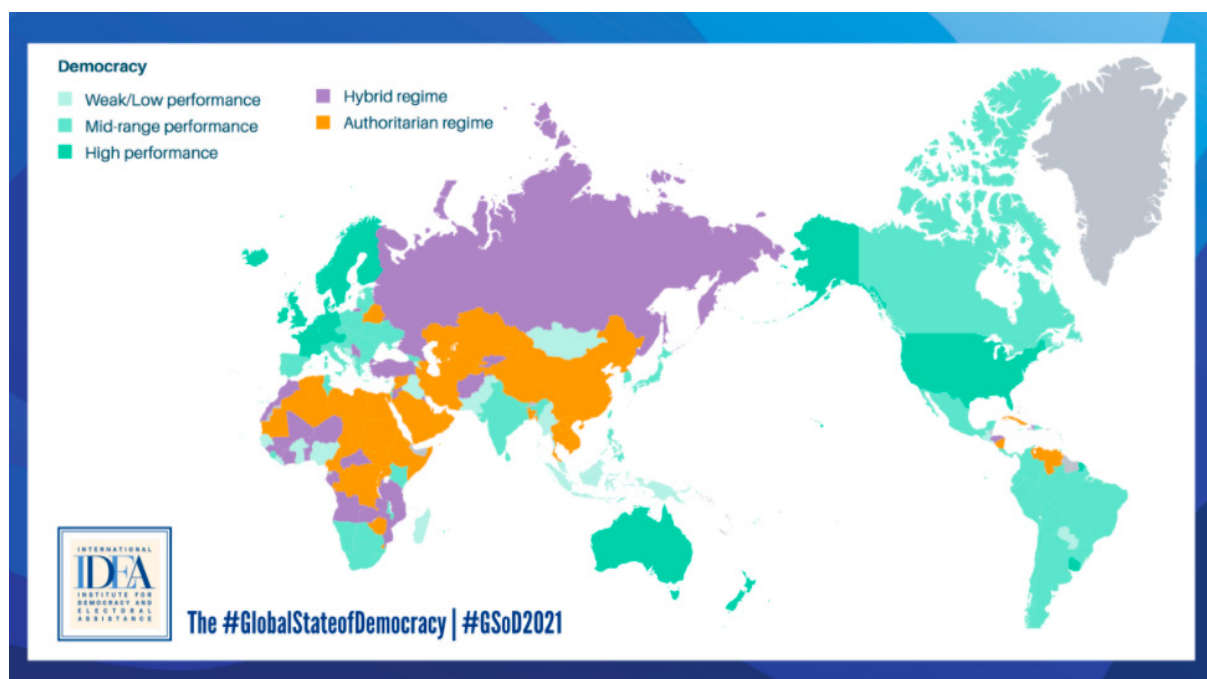 Democracy
Weak/Low performance
Mid-range performance
High performance
Hybrid regime
Authoritarian regime
INTERNATIONAL
IDEA
INSTITUTE FOR
DEMOCRACY AND
ELECTORAL
ASSISTANCE
The #GlobalStateofDemocracy | #GSoD2021